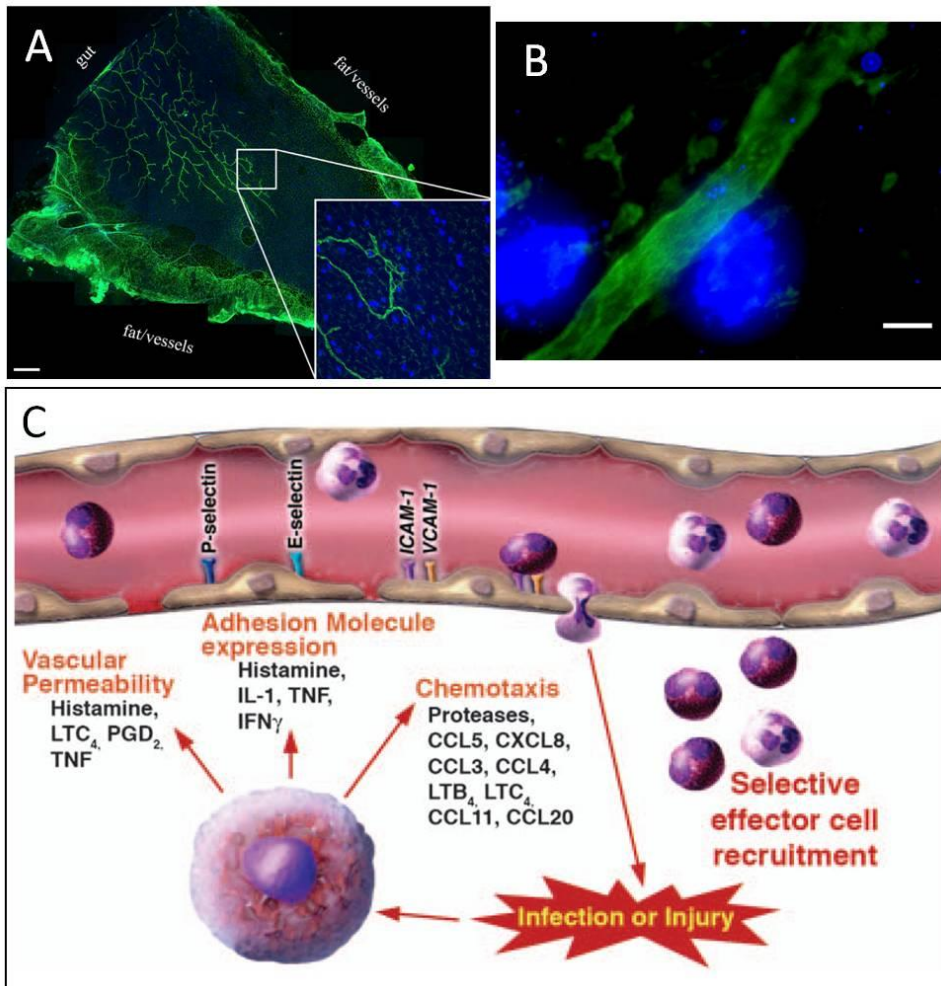 A
gut
fat/vessels
fat/vessels
B
C
P-selectin
E-selectin
ICAM-1
VCAM-1
Vascular
Permeability
Histamine,
LTC4, PGD2,
TNF
Adhesion Molecule
expression
Histamine,
IL-1, TNF,
IFNγ
Chemotaxis
Proteases,
CCL5, CXCL8,
CCL3, CCL4,
LTB4, LTC4,
CCL11, CCL20
Selective
effector cell
recruitment
Infection or Injury